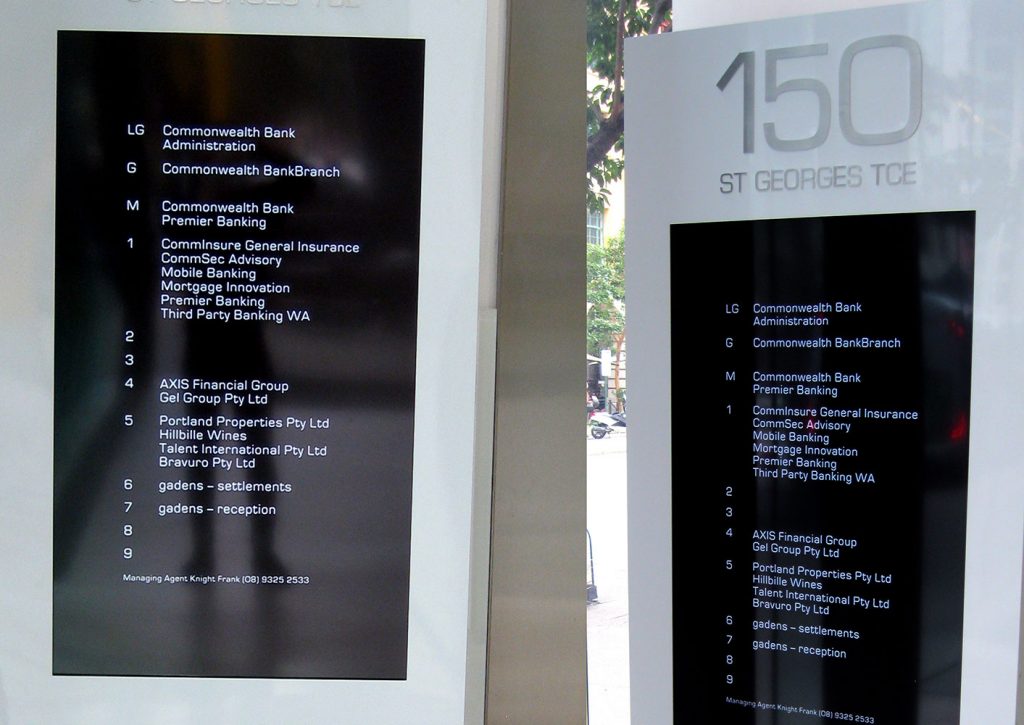 ST GEORGES TCE
LG Commonwealth Bank
Administration
G Commonwealth BankBranch
M Commonwealth Bank
Premier Banking
1 CommInsure General Insurance
CommSec Advisory
Mobile Banking
Mortgage Innovation
Premier Banking
Third Party Banking WA
2
3
4 AXIS Financial Group
Gel Group Pty Ltd
5 Portland Properties Pty Ltd
Hillbille Wines
Talent International Pty Ltd
Bravuro Pty Ltd
6 gadens – settlements
7 gadens – reception
8
9
Managing Agent Knight Frank (08) 9325 2533
150
ST GEORGES TCE
LG Commonwealth Bank
Administration
G Commonwealth BankBranch
M Commonwealth Bank
Premier Banking
1 CommInsure General Insurance
CommSec Advisory
Mobile Banking
Mortgage Innovation
Premier Banking
Third Party Banking WA
2
3
4 AXIS Financial Group
Gel Group Pty Ltd
5 Portland Properties Pty Ltd
Hillbille Wines
Talent International Pty Ltd
Bravuro Pty Ltd
6 gadens – settlements
7 gadens – reception
8
9
Managing Agent Knight Frank (08) 9325 2533